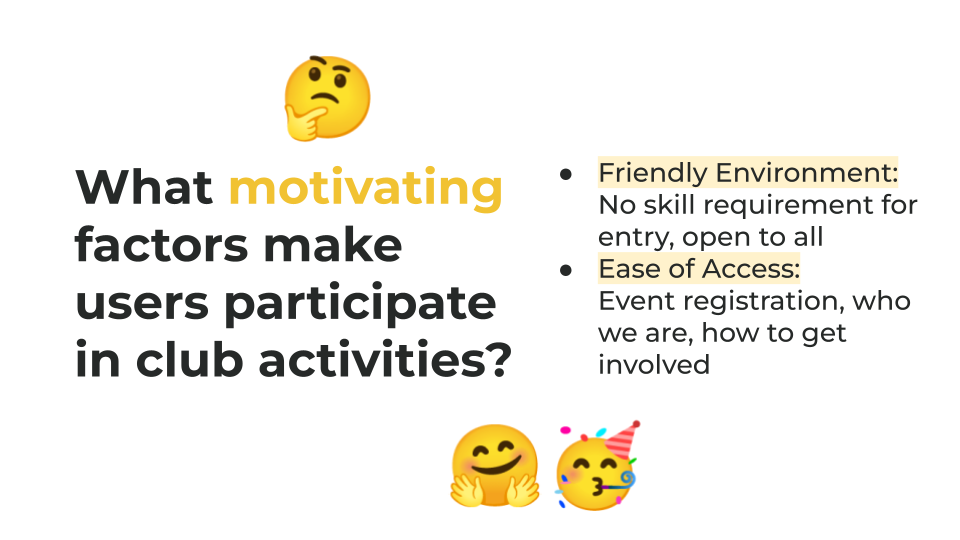 What motivating
factors make
users participate
in club activities?
● Friendly Environment:
No skill requirement for
entry, open to all
● Ease of Access:
Event registration, who
we are, how to get
involved